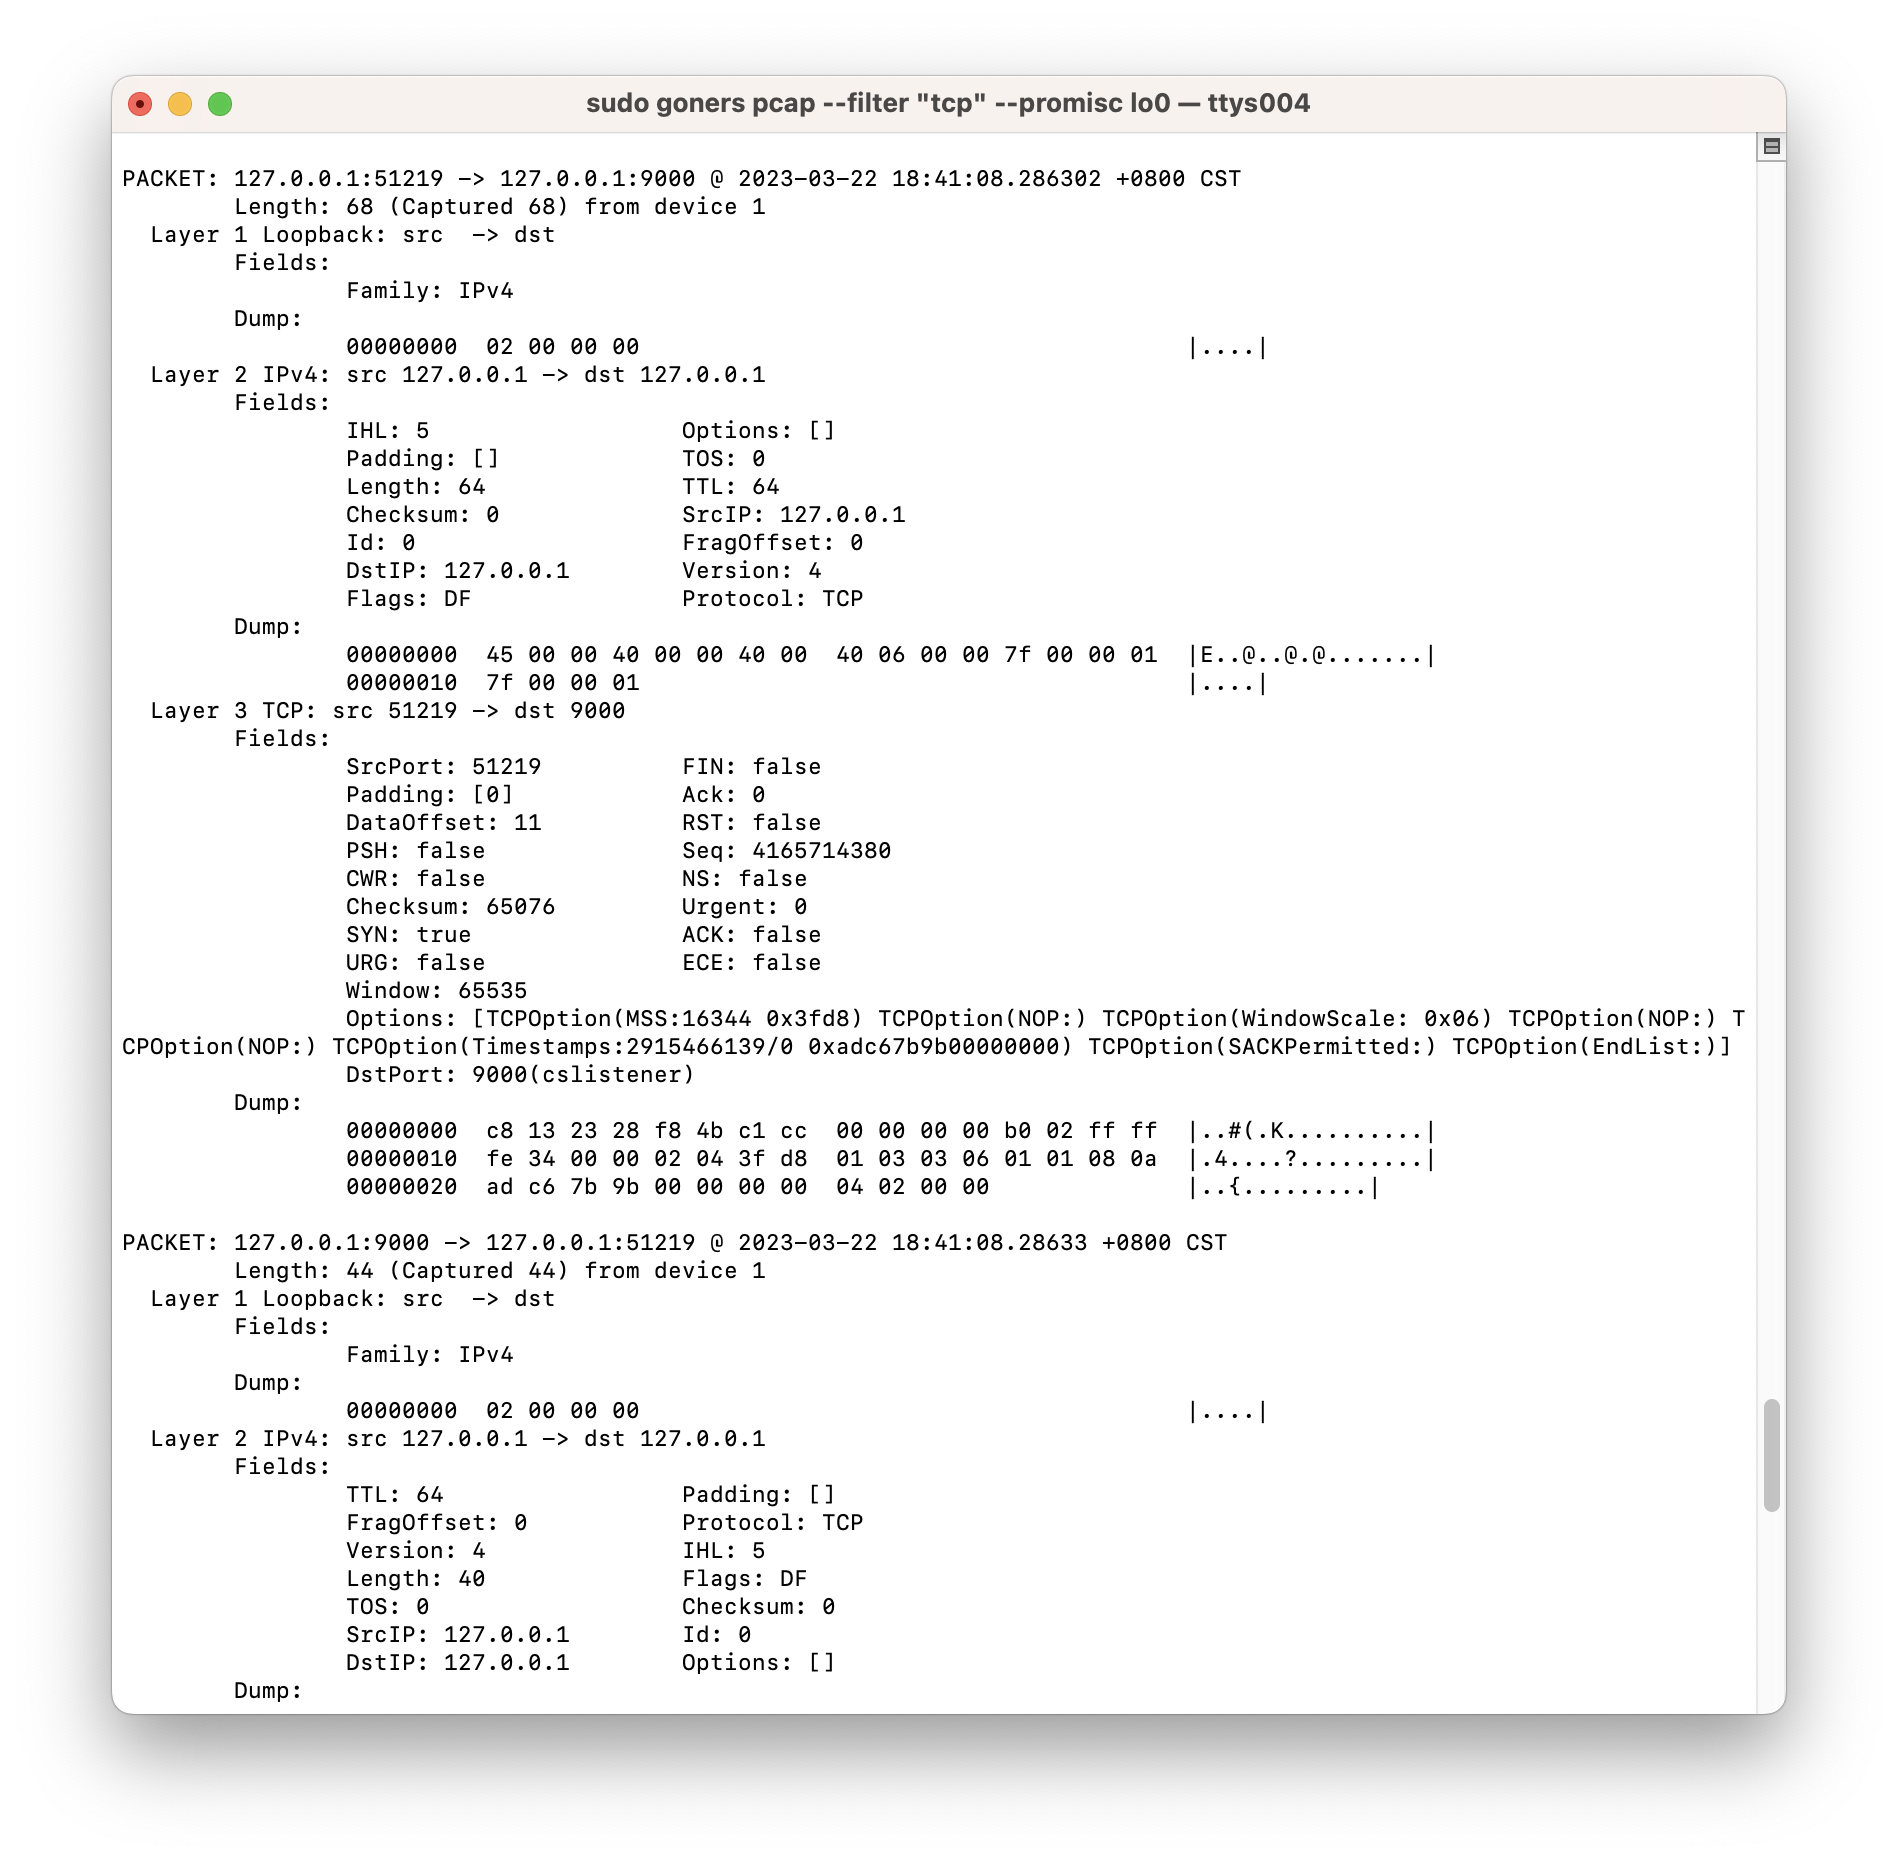 sudo goners pcap --filter "tcp" --promisc lo0 — ttys004
PACKET: 127.0.0.1:51219 -> 127.0.0.1:9000 @ 2023-03-22 18:41:08.286302 +0800 CST
Length: 68 (Captured 68) from device 1
Layer 1 Loopback: src  -> dst
Fields:
Family: IPv4
Dump:
00000000  02 00 00 00                                       |....|
Layer 2 IPv4: src 127.0.0.1 -> dst 127.0.0.1
Fields:
IHL: 5                  Options: []
Padding: []             TOS: 0
Length: 64              TTL: 64
Checksum: 0             SrcIP: 127.0.0.1
Id: 0                   FragOffset: 0
DstIP: 127.0.0.1        Version: 4
Flags: DF               Protocol: TCP
Dump:
00000000  45 00 00 40 00 00 40 00  40 06 00 00 7f 00 00 01  |E..@..@.@.......|
00000010  7f 00 00 01                                       |....|
Layer 3 TCP: src 51219 -> dst 9000
Fields:
SrcPort: 51219          FIN: false
Padding: [0]            Ack: 0
DataOffset: 11          RST: false
PSH: false              Seq: 4165714380
CWR: false              NS: false
Checksum: 65076         Urgent: 0
SYN: true               ACK: false
URG: false              ECE: false
Window: 65535
Options: [TCPOption(MSS:16344 0x3fd8) TCPOption(NOP:) TCPOption(WindowScale: 0x06) TCPOption(NOP:) T
CPOption(NOP:) TCPOption(Timestamps:2915466139/0 0xadc67b9b00000000) TCPOption(SACKPermitted:) TCPOption(EndList:)]
DstPort: 9000(cslistener)
Dump:
00000000  c8 13 23 28 f8 4b c1 cc  00 00 00 00 b0 02 ff ff  |..#(.K..........|
00000010  fe 34 00 00 02 04 3f d8  01 03 03 06 01 01 08 0a  |.4....?.........|
00000020  ad c6 7b 9b 00 00 00 00  04 02 00 00              |..{.........|
PACKET: 127.0.0.1:9000 -> 127.0.0.1:51219 @ 2023-03-22 18:41:08.28633 +0800 CST
Length: 44 (Captured 44) from device 1
Layer 1 Loopback: src  -> dst
Fields:
Family: IPv4
Dump:
00000000  02 00 00 00                                       |....|
Layer 2 IPv4: src 127.0.0.1 -> dst 127.0.0.1
Fields:
TTL: 64                 Padding: []
FragOffset: 0           Protocol: TCP
Version: 4              IHL: 5
Length: 40              Flags: DF
TOS: 0                  Checksum: 0
SrcIP: 127.0.0.1        Id: 0
DstIP: 127.0.0.1        Options: []
Dump: